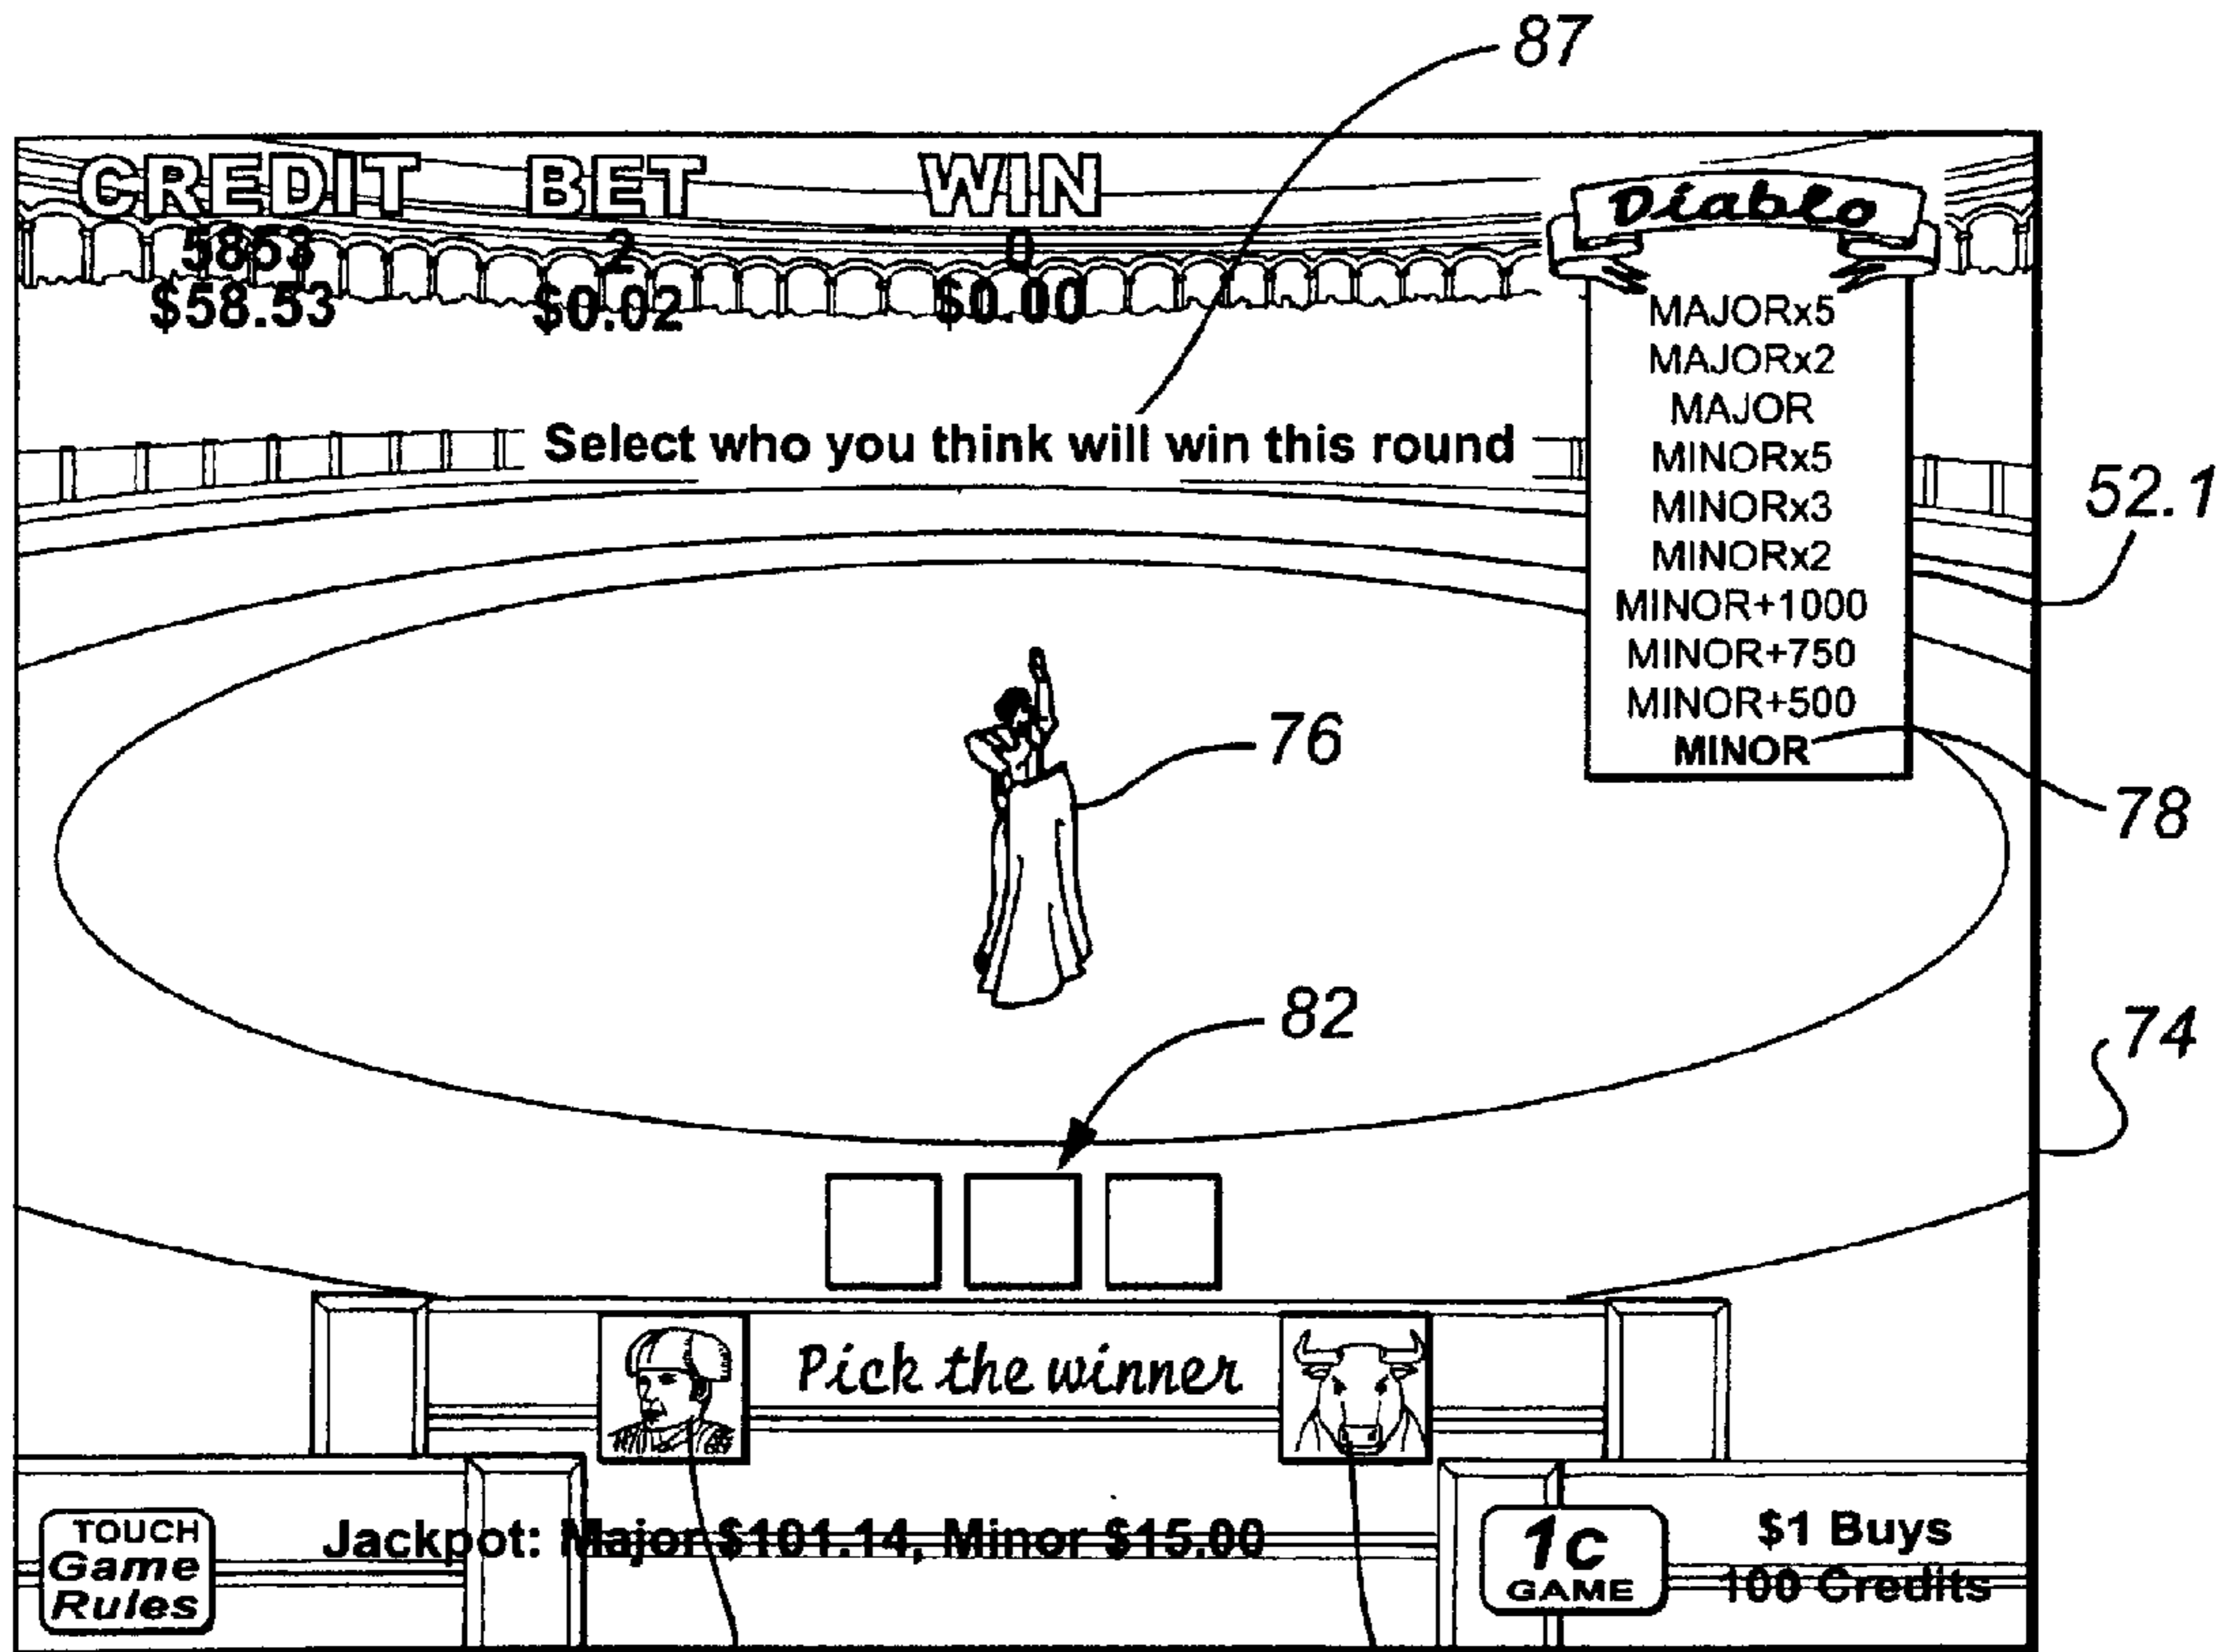 87
CREDIT BET WIN
5853 2 0
$58.53 $0.02 $0.00
Diablo
MAJORx5
MAJORx2
MAJOR
MINORx5
MINORx3
MINORx2
MINOR+1000
MINOR+750
MINOR+500
MINOR
Select who you think will win this round
52.1
76
78
82
74
Pick the winner
TOUCH
Game
Rules
Jackpot: Major $101.14, Minor $15.00
1c
GAME
$1 Buys
100 Credits